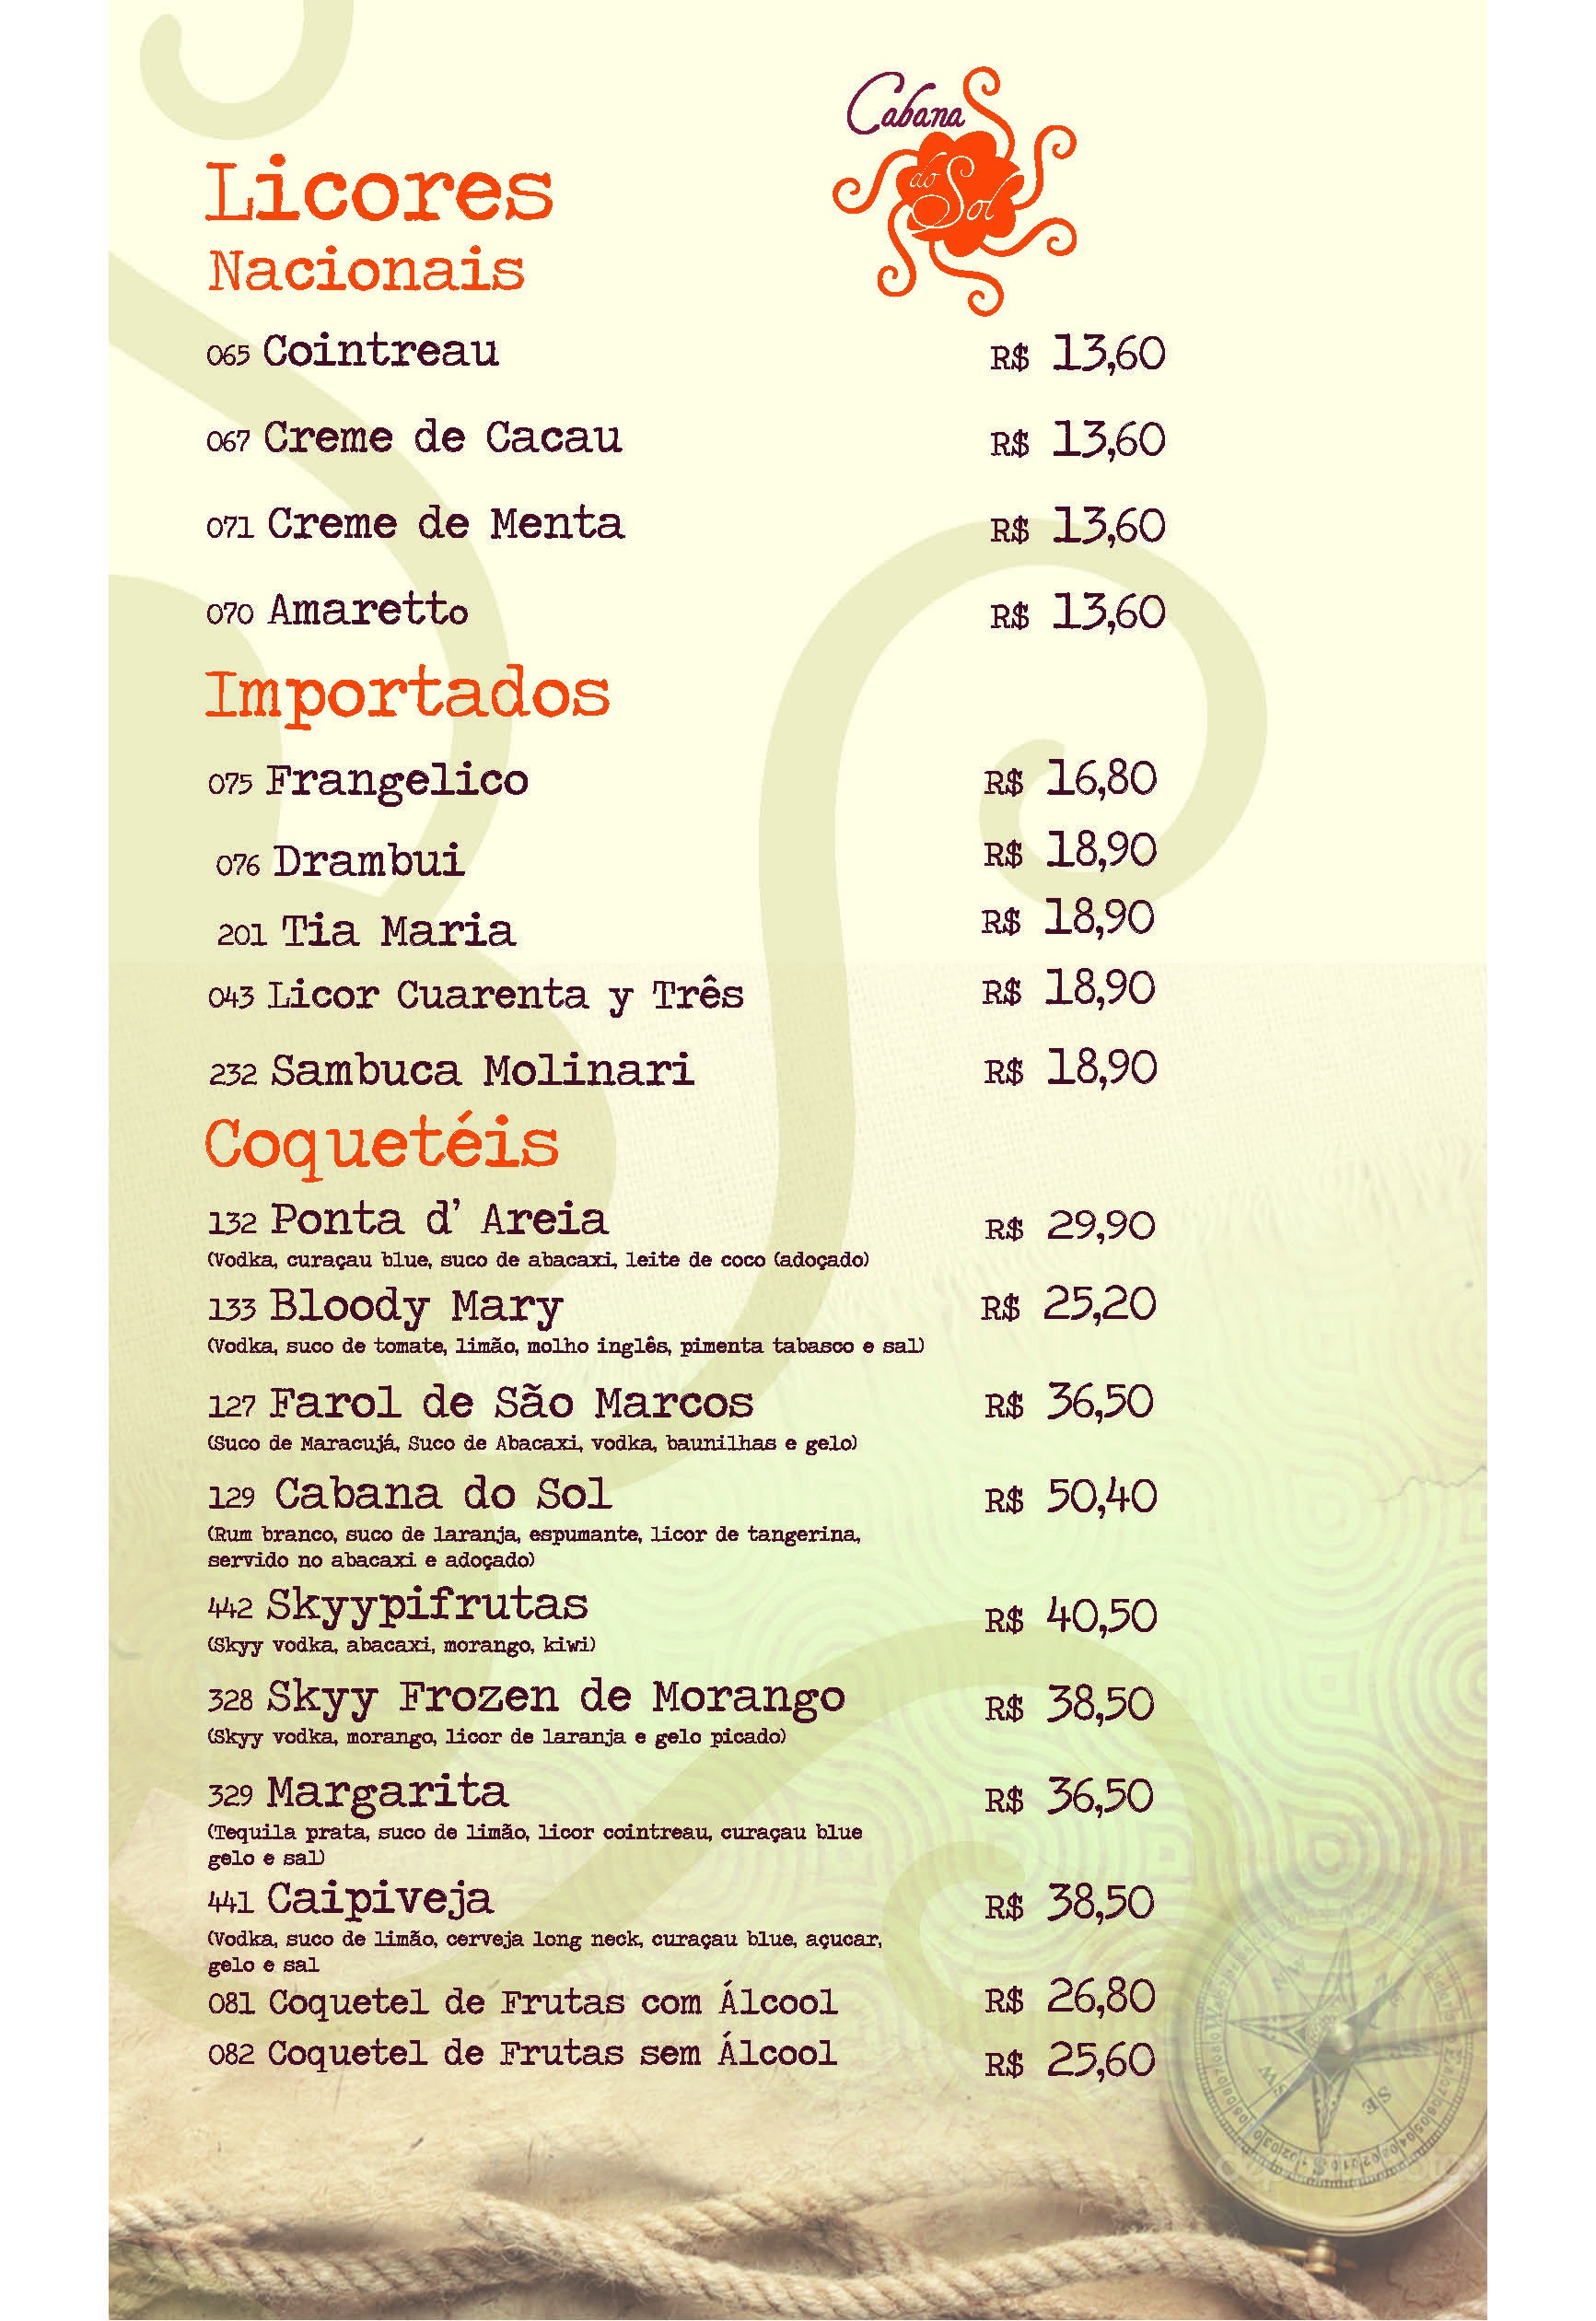 Cabana
do Sol
Licores
Nacionais
065 Cointreau R$ 13,60
067 Creme de Cacau R$ 13,60
071 Creme de Menta R$ 13,60
070 Amaretto R$ 13,60
Importados
075 Frangelico R$ 16,80
076 Drambui R$ 18,90
201 Tia Maria R$ 18,90
043 Licor Cuarenta y Três R$ 18,90
232 Sambuca Molinari R$ 18,90
Coquetéis
132 Ponta d' Areia R$ 29,90
(Vodka, curaçau blue, suco de abacaxi, leite de coco (adoçado)
133 Bloody Mary R$ 25,20
(Vodka, suco de tomate, limão, molho inglês, pimenta tabasco e sal)
127 Farol de São Marcos R$ 36,50
(Suco de Maracujá, Suco de Abacaxi, vodka, baunilhas e gelo)
129 Cabana do Sol R$ 50,40
(Rum branco, suco de laranja, espumante, licor de tangerina,
servido no abacaxi e adoçado)
442 Skyypifrutas R$ 40,50
(Skyy vodka, abacaxi, morango, kiwi)
328 Skyy Frozen de Morango R$ 38,50
(Skyy vodka, morango, licor de laranja e gelo picado)
329 Margarita R$ 36,50
(Tequila prata, suco de limão, licor cointreau, curaçau blue
gelo e sal)
441 Caipiveja R$ 38,50
(Vodka, suco de limão, cerveja long neck, curaçau blue, açucar,
gelo e sal
081 Coquetel de Frutas com Álcool R$ 26,80
082 Coquetel de Frutas sem Álcool R$ 25,60
NW
W
SW
SE
E
S